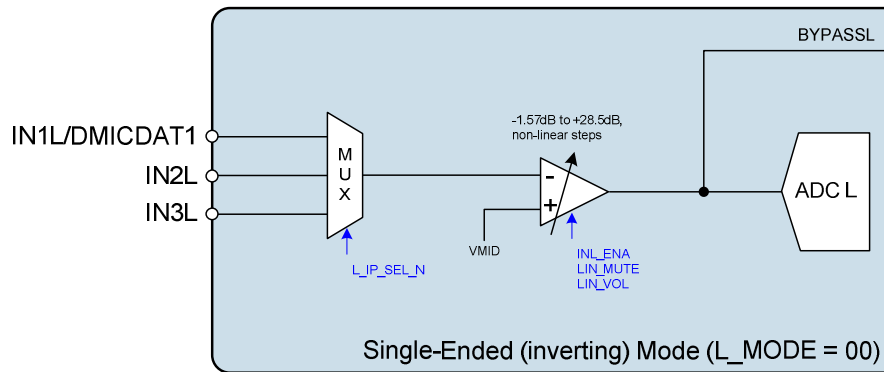 BYPASSL
-1.57dB to +28.5dB,
non-linear steps
IN1L/DMICDAT1
IN2L
IN3L
MUX
-
+
ADC L
VMID
L_IP_SEL_N
INL_ENA
LIN_MUTE
LIN_VOL
Single-Ended (inverting) Mode (L_MODE = 00)